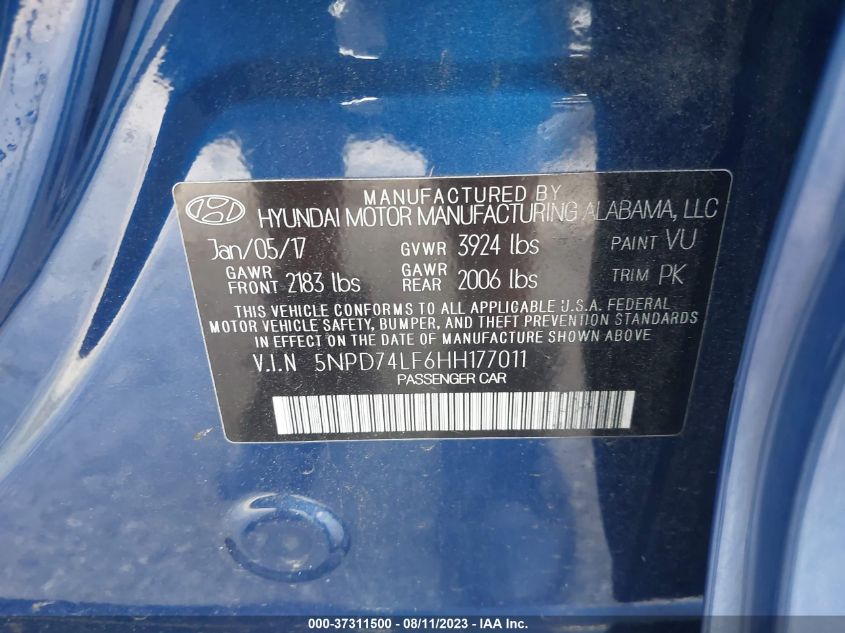 MANUFACTURED BY
HYUNDAI MOTOR MANUFACTURING ALABAMA, LLC
Jan/05/17 GVWR 3924 lbs PAINT VU
GAWR FRONT 2183 lbs GAWR REAR 2006 lbs TRIM PK
THIS VEHICLE CONFORMS TO ALL APPLICABLE U.S.A. FEDERAL
MOTOR VEHICLE SAFETY, BUMPER, AND THEFT PREVENTION STANDARDS
IN EFFECT ON THE DATE OF MANUFACTURE SHOWN ABOVE
V.I.N 5NPD74LF6HH177011
PASSENGER CAR
000-37311500 - 08/11/2023 - COPYRIGHT IAA, LLC.